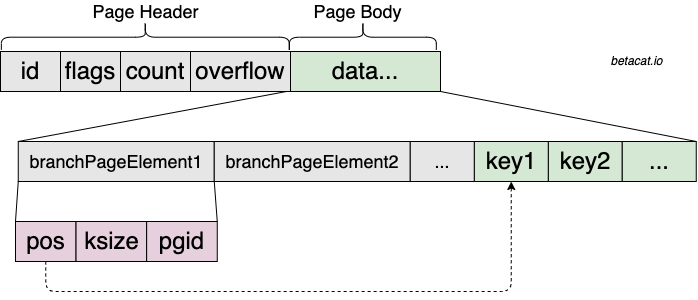 Page Header Page Body
id flags count overflow data...
betacat.io
branchPageElement1 branchPageElement2 ... key1 key2 ...
pos ksize pgid